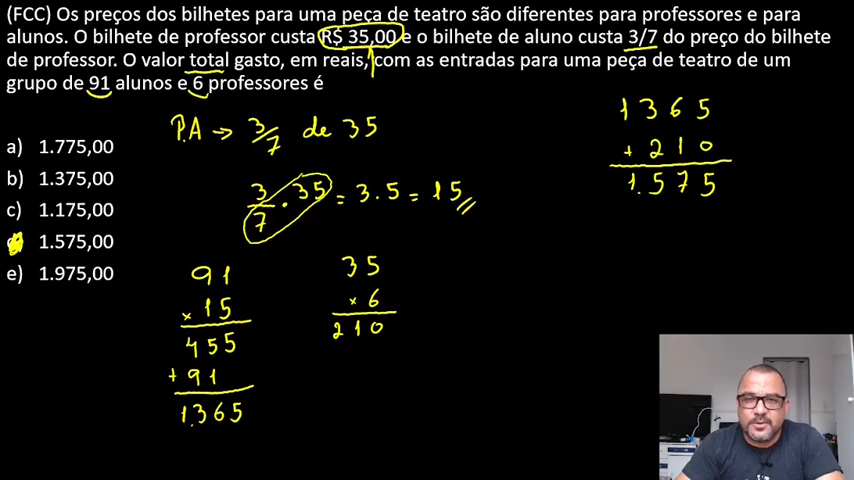 (FCC) Os preços dos bilhetes para uma peça de teatro são diferentes para professores e para
alunos. O bilhete de professor custa R$ 35,00 e o bilhete de aluno custa 3/7 do preço do bilhete
de professor. O valor total gasto, em reais, com as entradas para uma peça de teatro de um
grupo de 91 alunos e 6 professores é
a) 1.775,00
b) 1.375,00
c) 1.175,00
1.575,00
e) 1.975,00
P.A → 3/7 de 35
3/7 . 35 = 3.5 = 15
91
× 15
455
+ 91
1.365
35
× 6
210
1365
+ 210
1.575